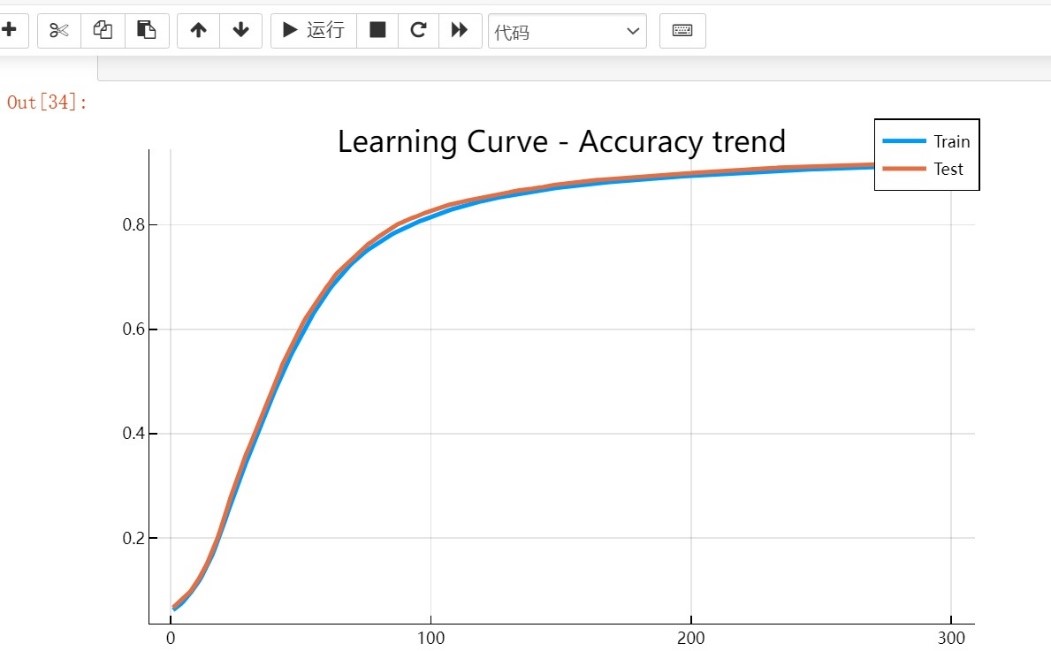 运行
代码
Out[34]:
Learning Curve - Accuracy trend
Train
Test
0.8
0.6
0.4
0.2
0 100 200 300